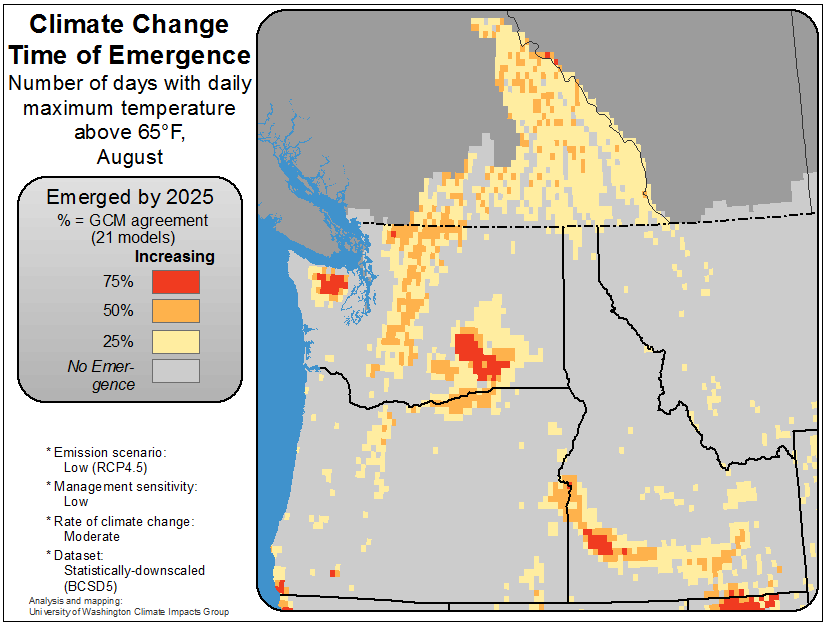 Climate Change
Time of Emergence
Number of days with daily
maximum temperature
above 65°F,
August
Emerged by 2025
% = GCM agreement
(21 models)
Increasing
75%
50%
25%
No Emer-
gence
* Emission scenario:
Low (RCP4.5)
* Management sensitivity:
Low
* Rate of climate change:
Moderate
* Dataset:
Statistically-downscaled
(BCSD5)
Analysis and mapping:
University of Washington Climate Impacts Group